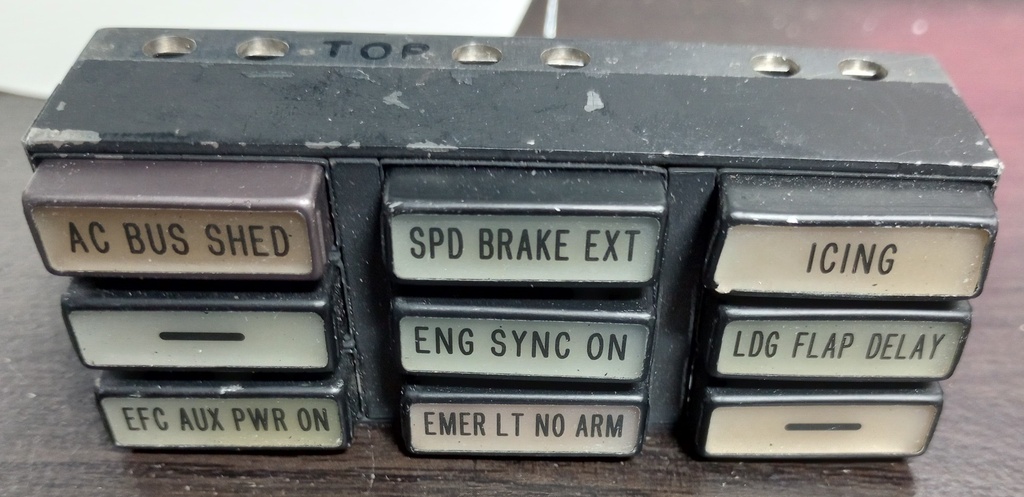 TOP
AC BUS SHED
SPD BRAKE EXT
ICING
—
ENG SYNC ON
LDG FLAP DELAY
EFC AUX PWR ON
EMER LT NO ARM
—